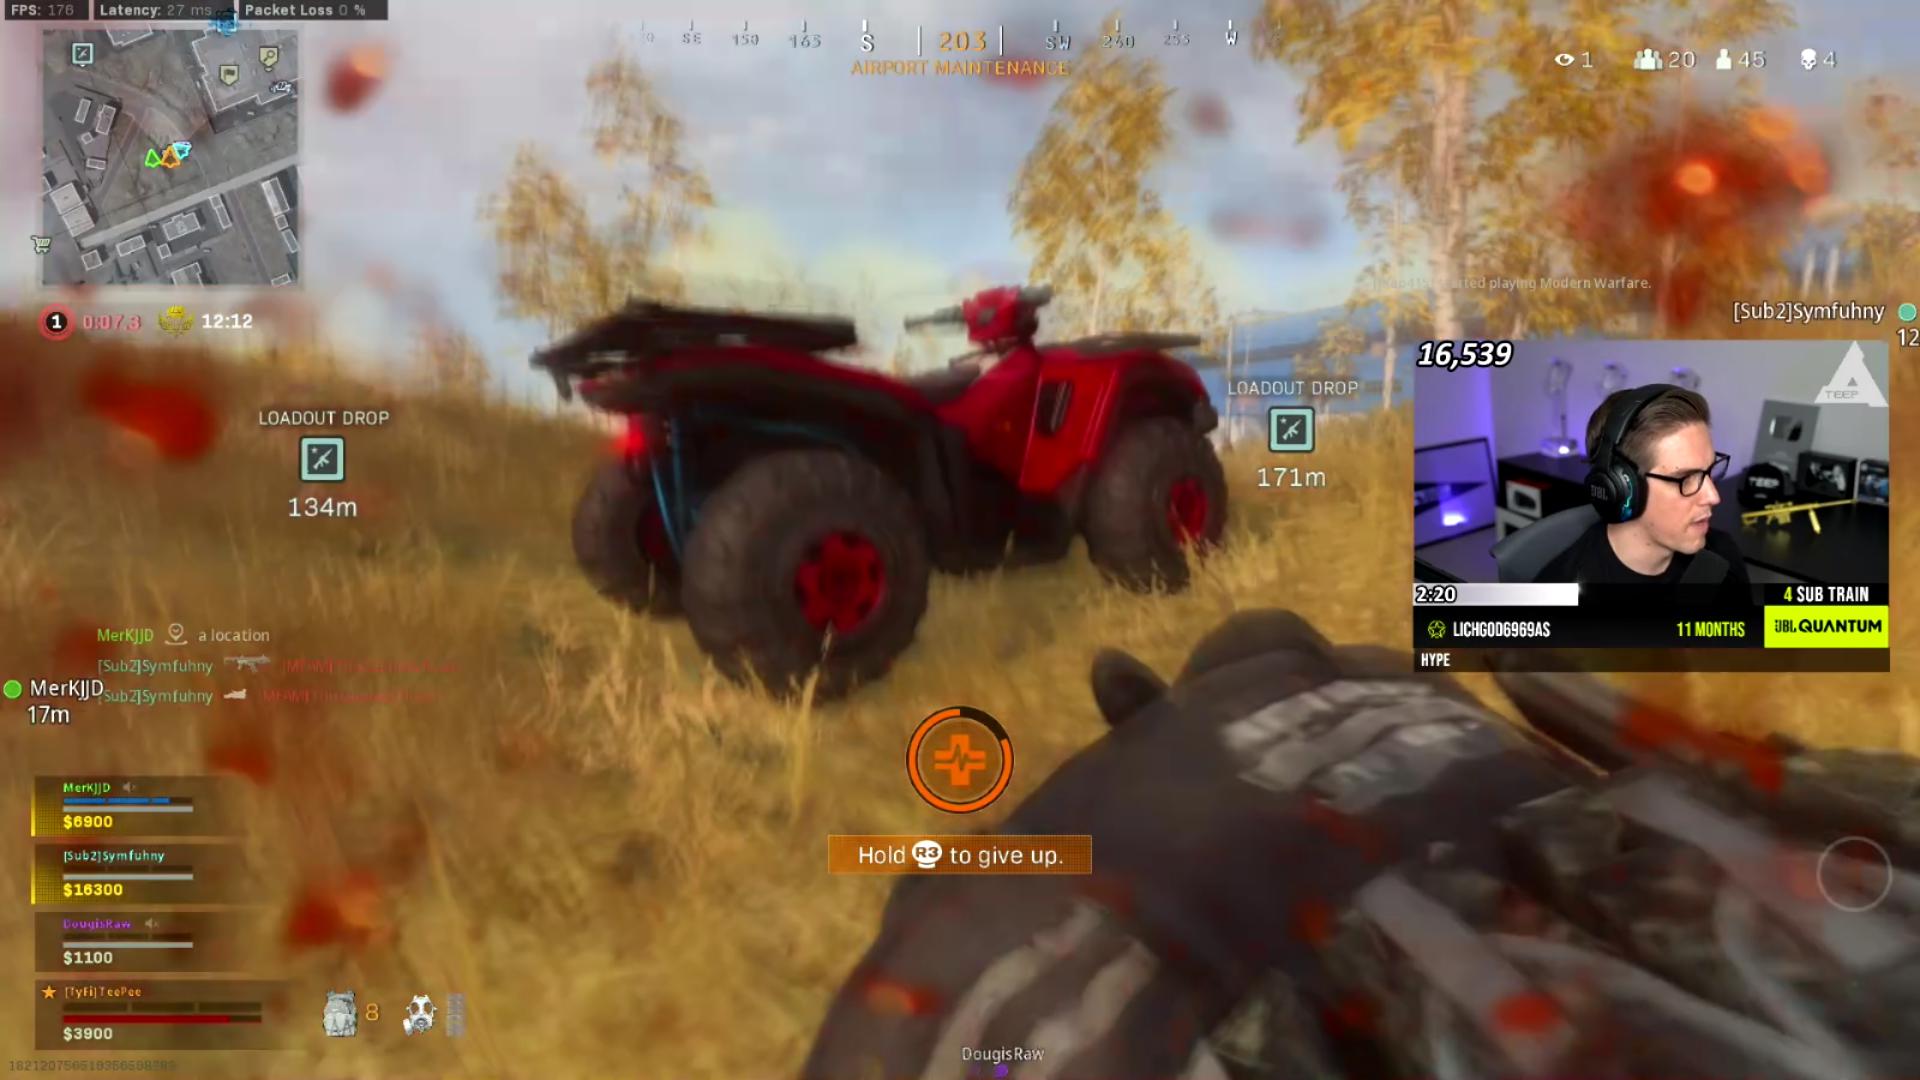 FPS: 176 Latency: 27 ms Packet Loss 0 %
SE 150 165 S 203 SW 240 255 W
AIRPORT MAINTENANCE
1 20 45 4
1 0:07.3 12:12
playing Modern Warfare.
[Sub2]Symfuhny
12
16,539
TEEP
LOADOUT DROP
134m
LOADOUT DROP
171m
JBL
TEEP
2:20
4 SUB TRAIN
LICHGOD6969AS 11 MONTHS
JBL QUANTUM
HYPE
MerKJJD a location
[Sub2]Symfuhny
[Sub2]Symfuhny
MerKJJD
17m
Hold R3 to give up.
MerKJJD
$6900
[Sub2]Symfuhny
$16300
DougisRaw
$1100
[TyFi]TeePee
$3900
8
DougisRaw